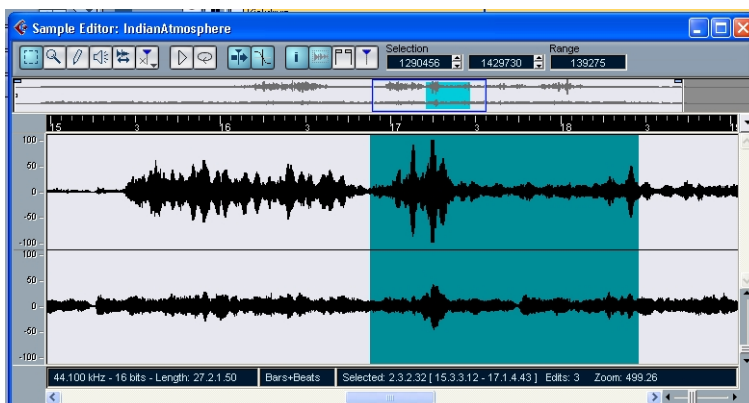 Sample Editor: IndianAtmosphere
Selection
Range
1290456 1429730 139275
15 3 16 3 17 3 18 3
100
50
0
-50
-100
100
50
0
-50
-100
44.100 kHz - 16 bits - Length: 27.2.1.50 Bars+Beats Selected: 2.3.2.32 [ 15.3.3.12 - 17.1.4.43 ] Edits: 3 Zoom: 499.26